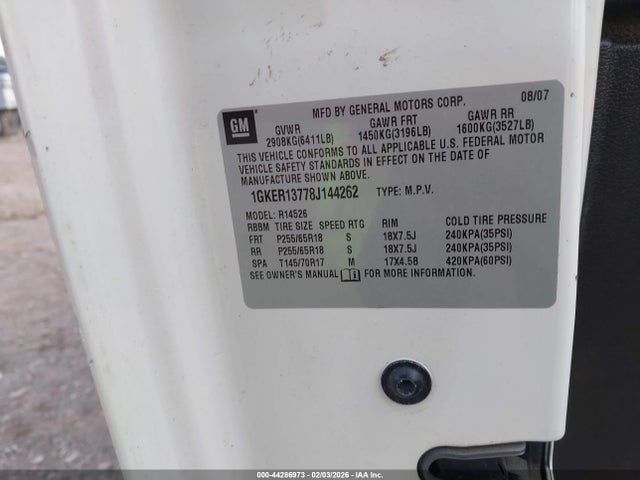 MFD BY GENERAL MOTORS CORP. 08/07
GM GVWR GAWR FRT GAWR RR
2908KG(6411LB) 1450KG(3196LB) 1600KG(3527LB)
THIS VEHICLE CONFORMS TO ALL APPLICABLE U.S. FEDERAL MOTOR
VEHICLE SAFETY STANDARDS IN EFFECT ON THE DATE OF
MANUFACTURE SHOWN ABOVE.
1GKER13778J144262 TYPE: M.P.V.
MODEL: R14526
RBBM TIRE SIZE SPEED RTG RIM COLD TIRE PRESSURE
FRT P255/65R18 S 18X7.5J 240KPA(35PSI)
RR P255/65R18 S 18X7.5J 240KPA(35PSI)
SPA T145/70R17 M 17X4.5B 420KPA(60PSI)
SEE OWNER'S MANUAL FOR MORE INFORMATION.
000-44286973 - 02/03/2026 - IAA Inc.